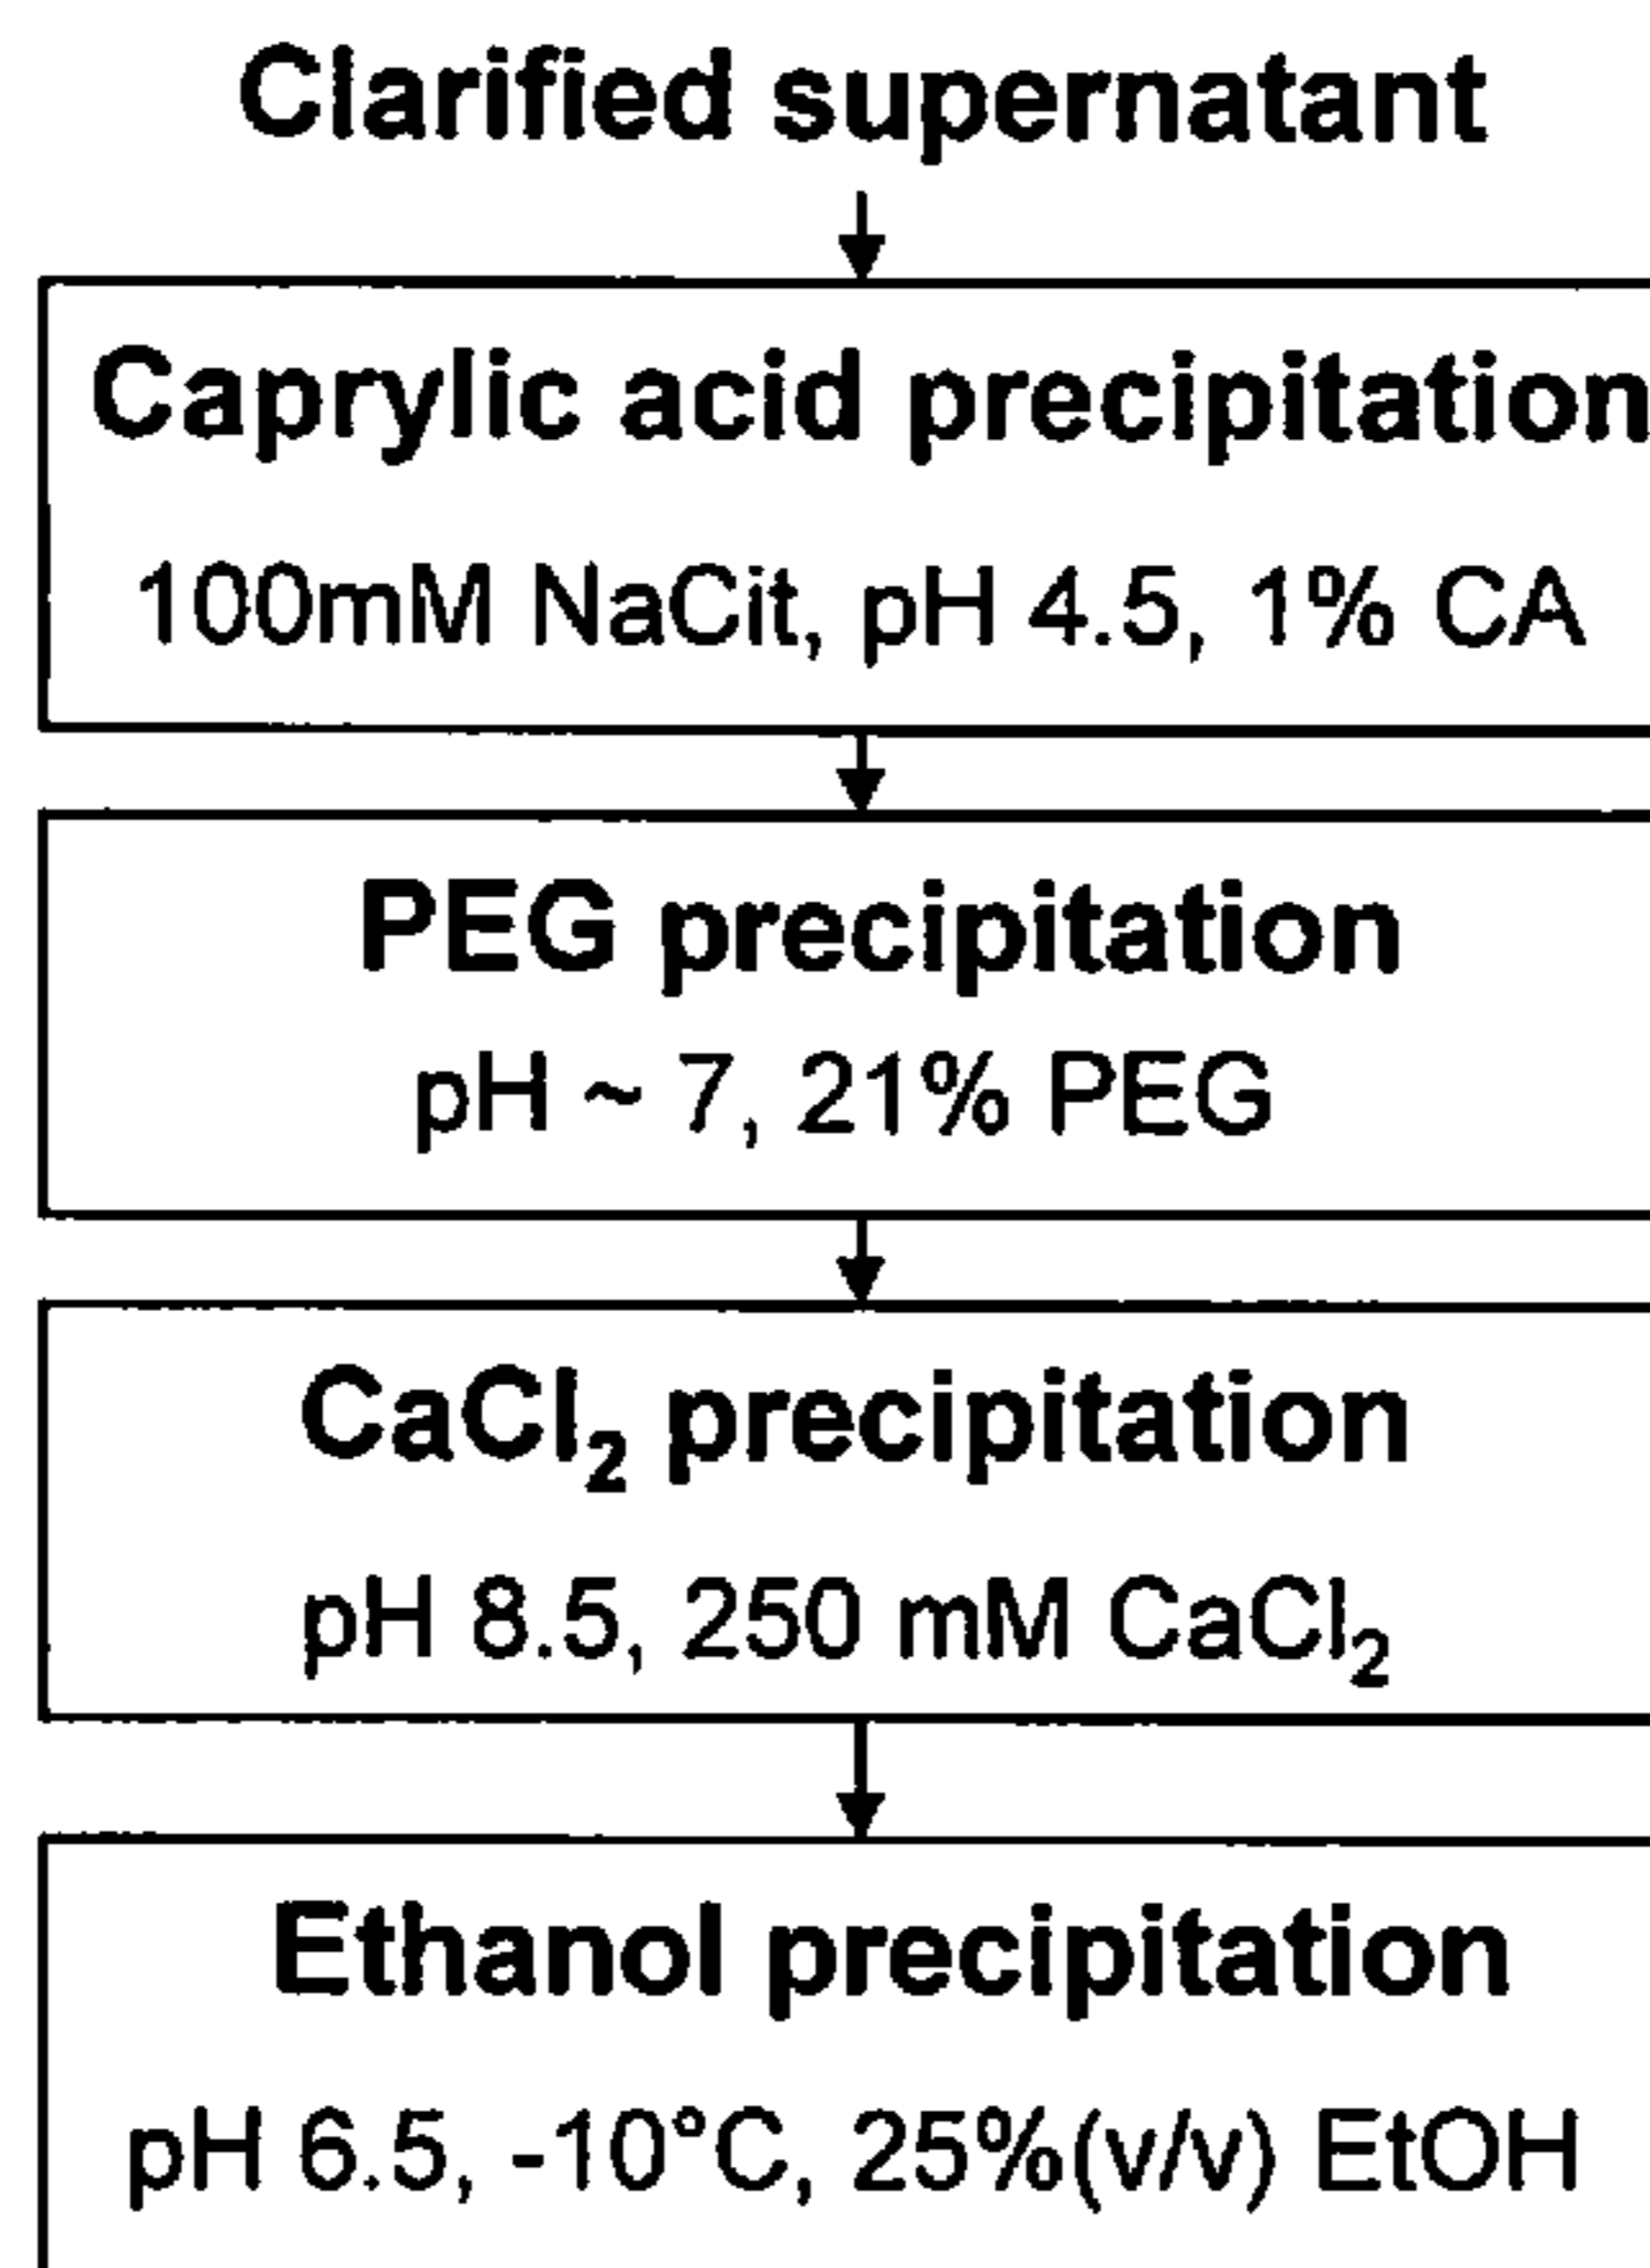 Clarified supernatant
Caprylic acid precipitation
100mM NaCit, pH 4.5, 1% CA
PEG precipitation
pH ~ 7, 21% PEG
CaCl₂ precipitation
pH 8.5, 250 mM CaCl₂
Ethanol precipitation
pH 6.5, -10°C, 25%(v/v) EtOH